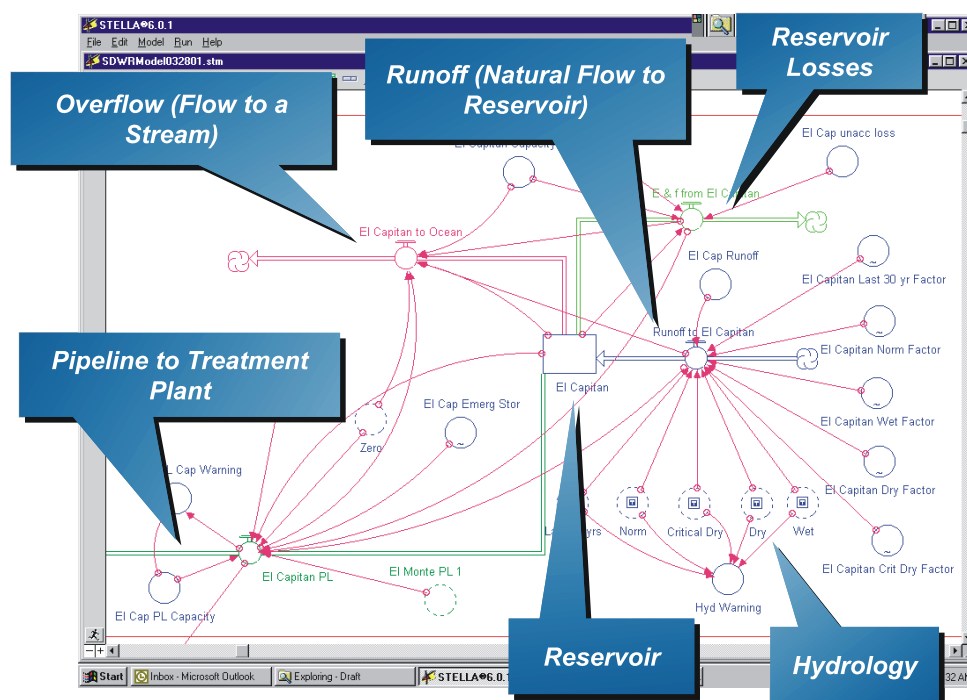 STELLA®6.0.1
File Edit Model Run Help
SDWRModel032801.stm
Overflow (Flow to a
Stream)
Runoff (Natural Flow to
Reservoir)
Reservoir
Losses
El Capitan Capacity
El Cap unacc loss
E & f from El Capitan
El Capitan to Ocean
El Cap Runoff
El Capitan Last 30 yr Factor
Runoff to El Capitan
El Capitan Norm Factor
Pipeline to Treatment
Plant
El Capitan
El Cap Emerg Stor
El Capitan Wet Factor
Zero
Cap Warning
El Capitan Dry Factor
Norm
Critical Dry
Dry
Wet
El Capitan Crit Dry Factor
El Capitan PL
El Monte PL 1
El Cap PL Capacity
Hyd Warning
Reservoir
Hydrology
Start
Inbox - Microsoft Outlook
Exploring - Draft
STELLA®6.0.1